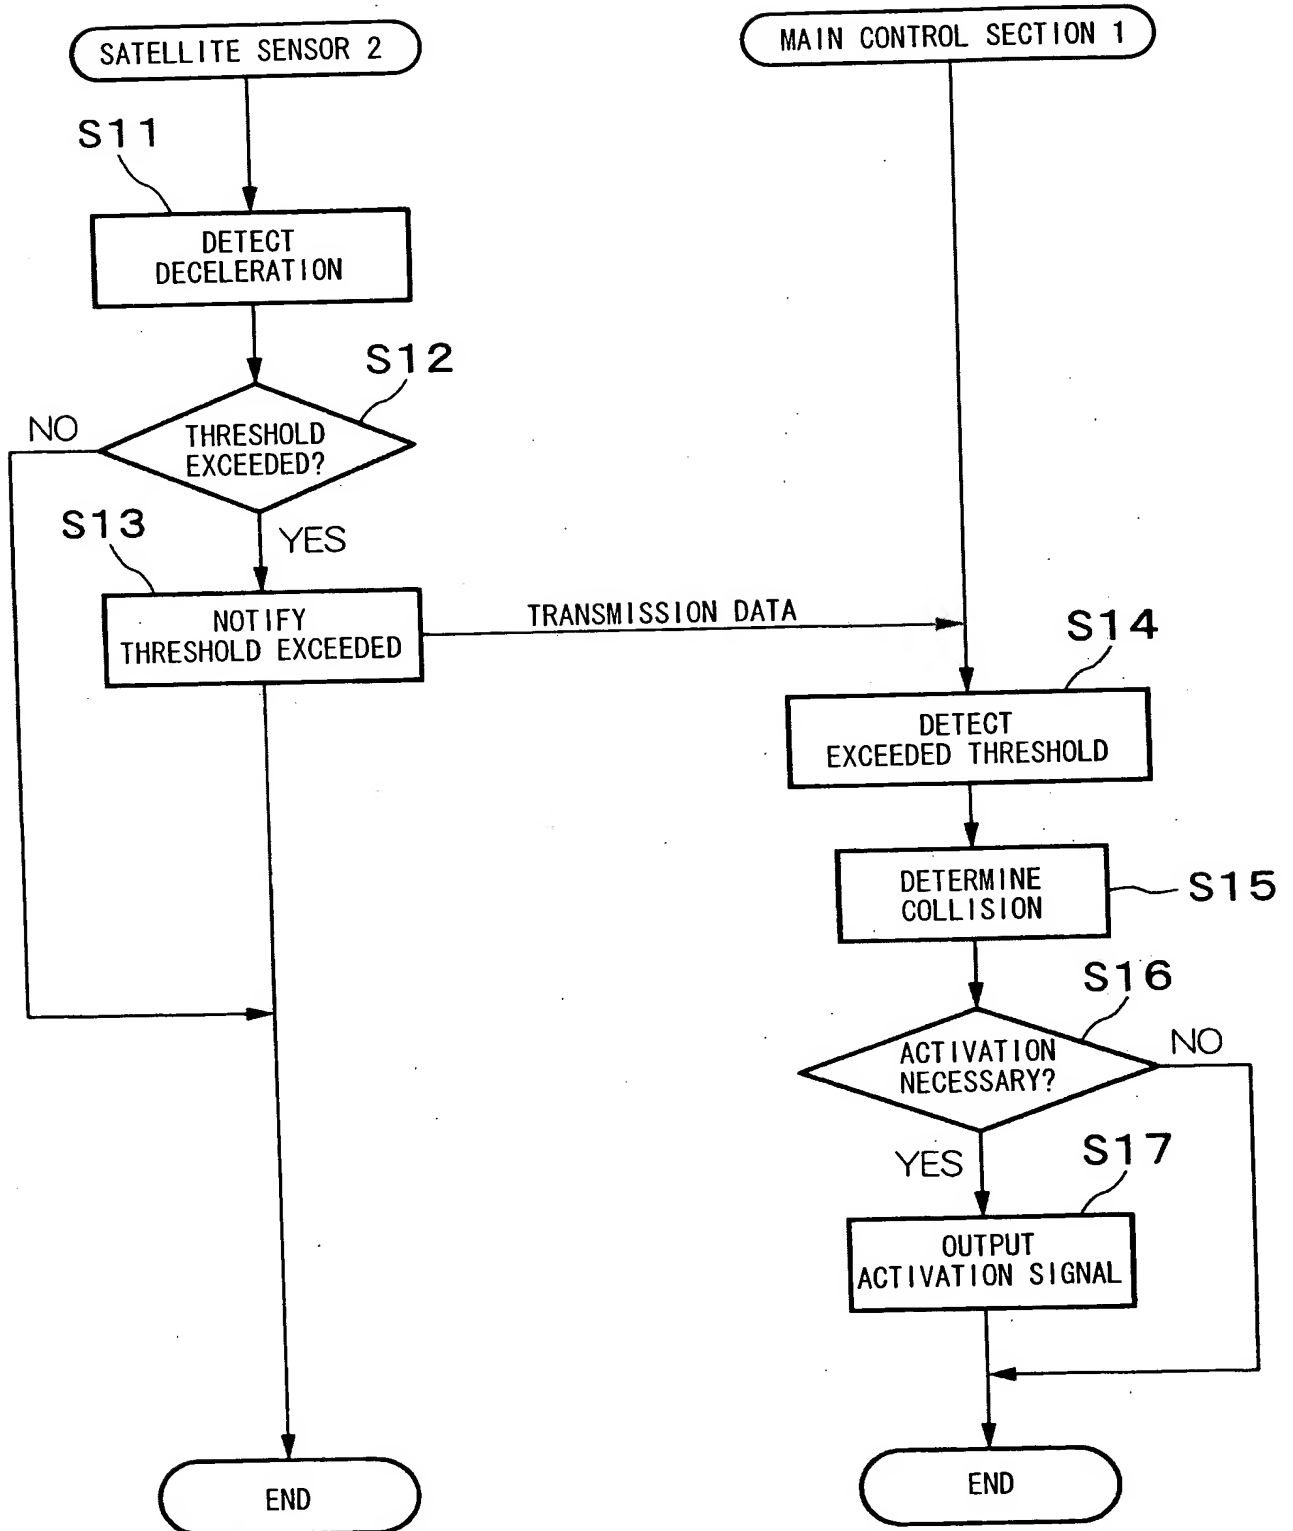 SATELLITE SENSOR 2
S11
DETECT
DECELERATION
S12
NO
THRESHOLD
EXCEEDED?
YES
S13
NOTIFY
THRESHOLD EXCEEDED
TRANSMISSION DATA
END
MAIN CONTROL SECTION 1
S14
DETECT
EXCEEDED THRESHOLD
DETERMINE
COLLISION
S15
S16
ACTIVATION
NECESSARY?
NO
YES
S17
OUTPUT
ACTIVATION SIGNAL
END